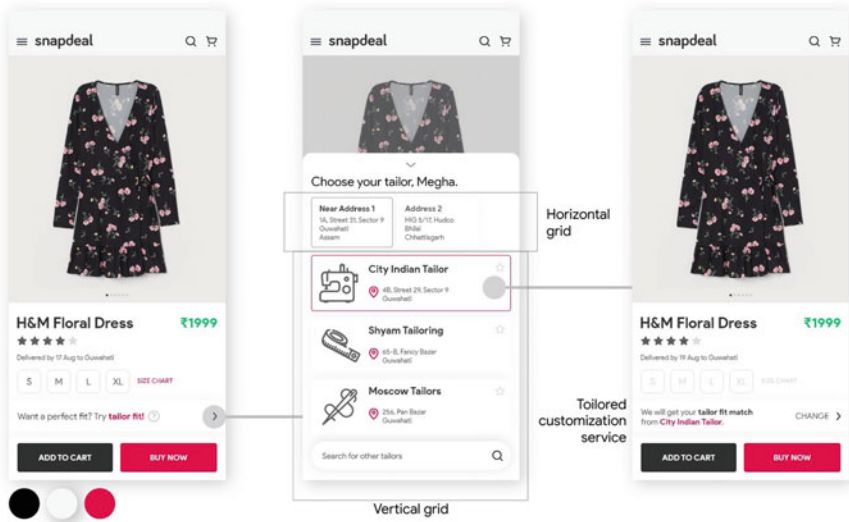 snapdeal
H&M Floral Dress ₹1999
Delivered by 17 Aug to Guwahati
S M L XL SIZE CHART
Want a perfect fit? Try tailor fit! ?
ADD TO CART BUY NOW
snapdeal
Choose your tailor, Megha.
Near Address 1
1A, Street 31, Sector 9
Guwahati
Assam
Address 2
HIG 5/17, Hudco
Bhilai
Chhattisgarh
City Indian Tailor
4B, Street 29, Sector 9
Guwahati
Shyam Tailoring
65-B, Fancy Bazar
Guwahati
Moscow Tailors
256, Pan Bazar
Guwahati
Search for other tailors
Vertical grid
Horizontal
grid
Toilored
customization
service
snapdeal
H&M Floral Dress ₹1999
Delivered by 19 Aug to Guwahati
S M L XL SIZE CHART
We will get your tailor fit match
from City Indian Tailor.
CHANGE
ADD TO CART BUY NOW